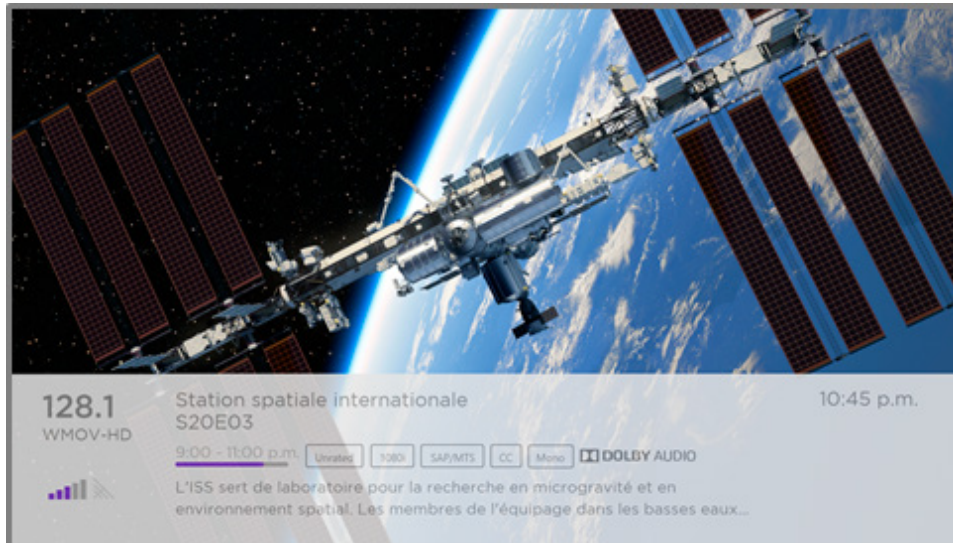 128.1
WMOV-HD
Station spatiale internationale
S20E03
10:45 p.m.
9:00 - 11:00 p.m. Unrated 1080i SAP/MTS CC Mono DOLBY AUDIO
L'ISS sert de laboratoire pour la recherche en microgravité et en
environnement spatial. Les membres de l'équipage dans les basses eaux...